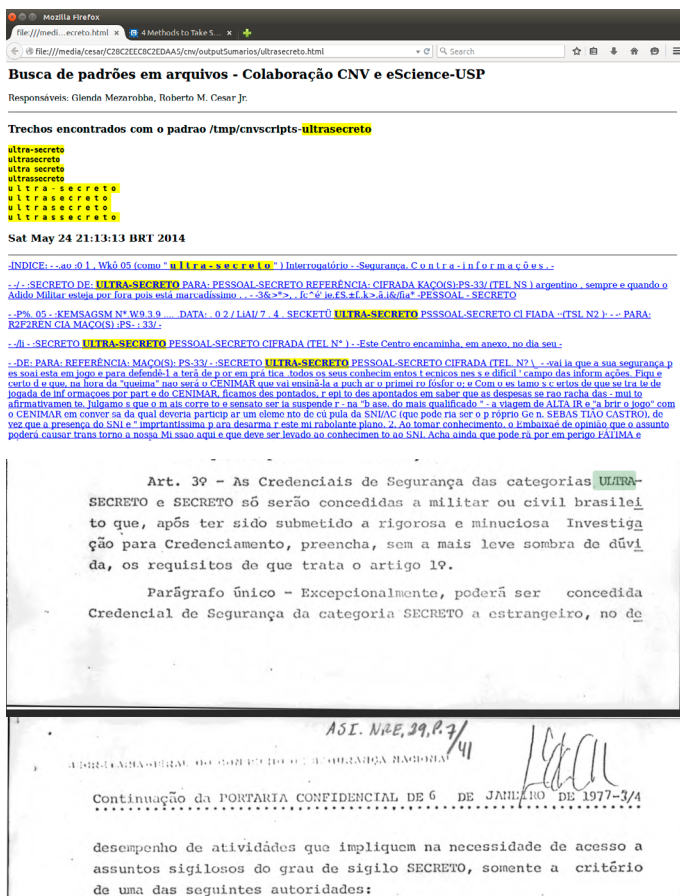 Mozilla Firefox
file:///medi...ecreto.html × 4 Methods to Take S... ×
file:///media/cesar/C28C2EEC8C2EDAA5/cnv/outputSumarios/ultrasecreto.html Search
Busca de padrões em arquivos - Colaboração CNV e eScience-USP
Responsáveis: Glenda Mezarobba, Roberto M. Cesar Jr.
Trechos encontrados com o padrao /tmp/cnvscripts-ultrasecreto
ultra-secreto
ultrasecreto
ultra secreto
ultrassecreto
u l t r a - s e c r e t o
u l t r a s e c r e t o
u l t r a s e c r e t o
u l t r a s s e c r e t o
Sat May 24 21:13:13 BRT 2014
-INDICE: - -.ao :0 1 , Wkô 05 (como " u l t r a - s e c r e t o " ) Interrogatório - -Segurança. C o n t r a - i n f o r m a ç õ e s . -
- -/ - :SECRETO DE: ULTRA-SECRETO PARA: PESSOAL-SECRETO REFERÊNCIA: CIFRADA KAÇO(S):PS-33/ (TEL NS ) argentino , sempre e quando o
Adido Militar esteja por fora pois está marcadíssimo . . - -3&>*>, . fc^é' ie.£S.±£.k>.ã.i&/fia* -PESSOAL - SECRETO
- -P%. 05 - :KEMSAGSM N*.W.9.3.9 .... .DATA: . 0 2 / LiAI/ 7 . 4 . SECKETÜ ULTRA-SECRETO PSSSOAL-SECRETO Cl FIADA ··(TSL N2 )· - -· PARA:
R2F2REN CIA MAÇO(S) :PS- : 33/ -
- -/li - :SECRETO ULTRA-SECRETO PESSOAL-SECRETO CIFRADA (TEL N° ) - -Este Centro encaminha, em anexo, no dia seu -
- -DE: PARA: REFERÊNCIA: MAÇO(S): PS-33/ - :SECRETO ULTRA-SECRETO PESSOAL-SECRETO CIFRADA (TEL. N? \_ - -vai ia que a sua segurança p
es soai esta em jogo e para defendê-1 a terã de p or em prá tica .todos os seus conhecim entos t ecnicos nes s e dificil ' campo das inform ações. Fiqu e
certo d e que, na hora da "queima" nao será o CENIMAR que vai ensinã-la a puch ar o primei ro fósfor o; e Com o es tamo s c ertos de que se tra te de
jogada de inf ormaçoes por part e do CENIMAR, ficamos des pontados, r epi to des apontados em saber que as despesas se rao racha das - mui to
afirmativamen te. Julgamo s que o m ais corre to e sensato ser ia suspende r - na "b ase. do mais qualificado " - a viagem de ALTA IR e "a brir o jogo" com
o CENIMAR em conver sa da qual deveria particip ar um eleme nto de cú pula da SNI/AC (que pode ria ser o p róprio Ge n. SEBAS TIÃO CASTRO), de
vez que a presença do SNI e " imprtantíssima p ara desarma r este mi rabolante plano. 2. Ao tomar conhecimento. o Embaixaé de opinião que o assunto
poderá causar trans torno a nossa Mi ssao aqui e que deve ser levado ao conhecimen to ao SNI. Acha ainda que pode rà por em perigo FATIMA e
Art. 3º - As Credenciais de Segurança das categorias ULTRA-
SECRETO e SECRETO só serão concedidas a militar ou civil brasilei
to que, após ter sido submetido a rigorosa e minuciosa Investiga
ção para Credenciamento, preencha, sem a mais leve sombra de dúvi
da, os requisitos de que trata o artigo 1º.
Parágrafo único - Excepcionalmente, poderá ser concedida
Credencial de Segurança da categoria SECRETO a estrangeiro, no de
ASI. NRE, 39, P. 7/41
Continuação da PORTARIA CONFIDENCIAL DE 6 DE JANEIRO DE 1977-3/4
desempenho de atividades que impliquem na necessidade de acesso a
assuntos sigilosos do grau de sigilo SECRETO, somente a critério
de uma das seguintes autoridades: